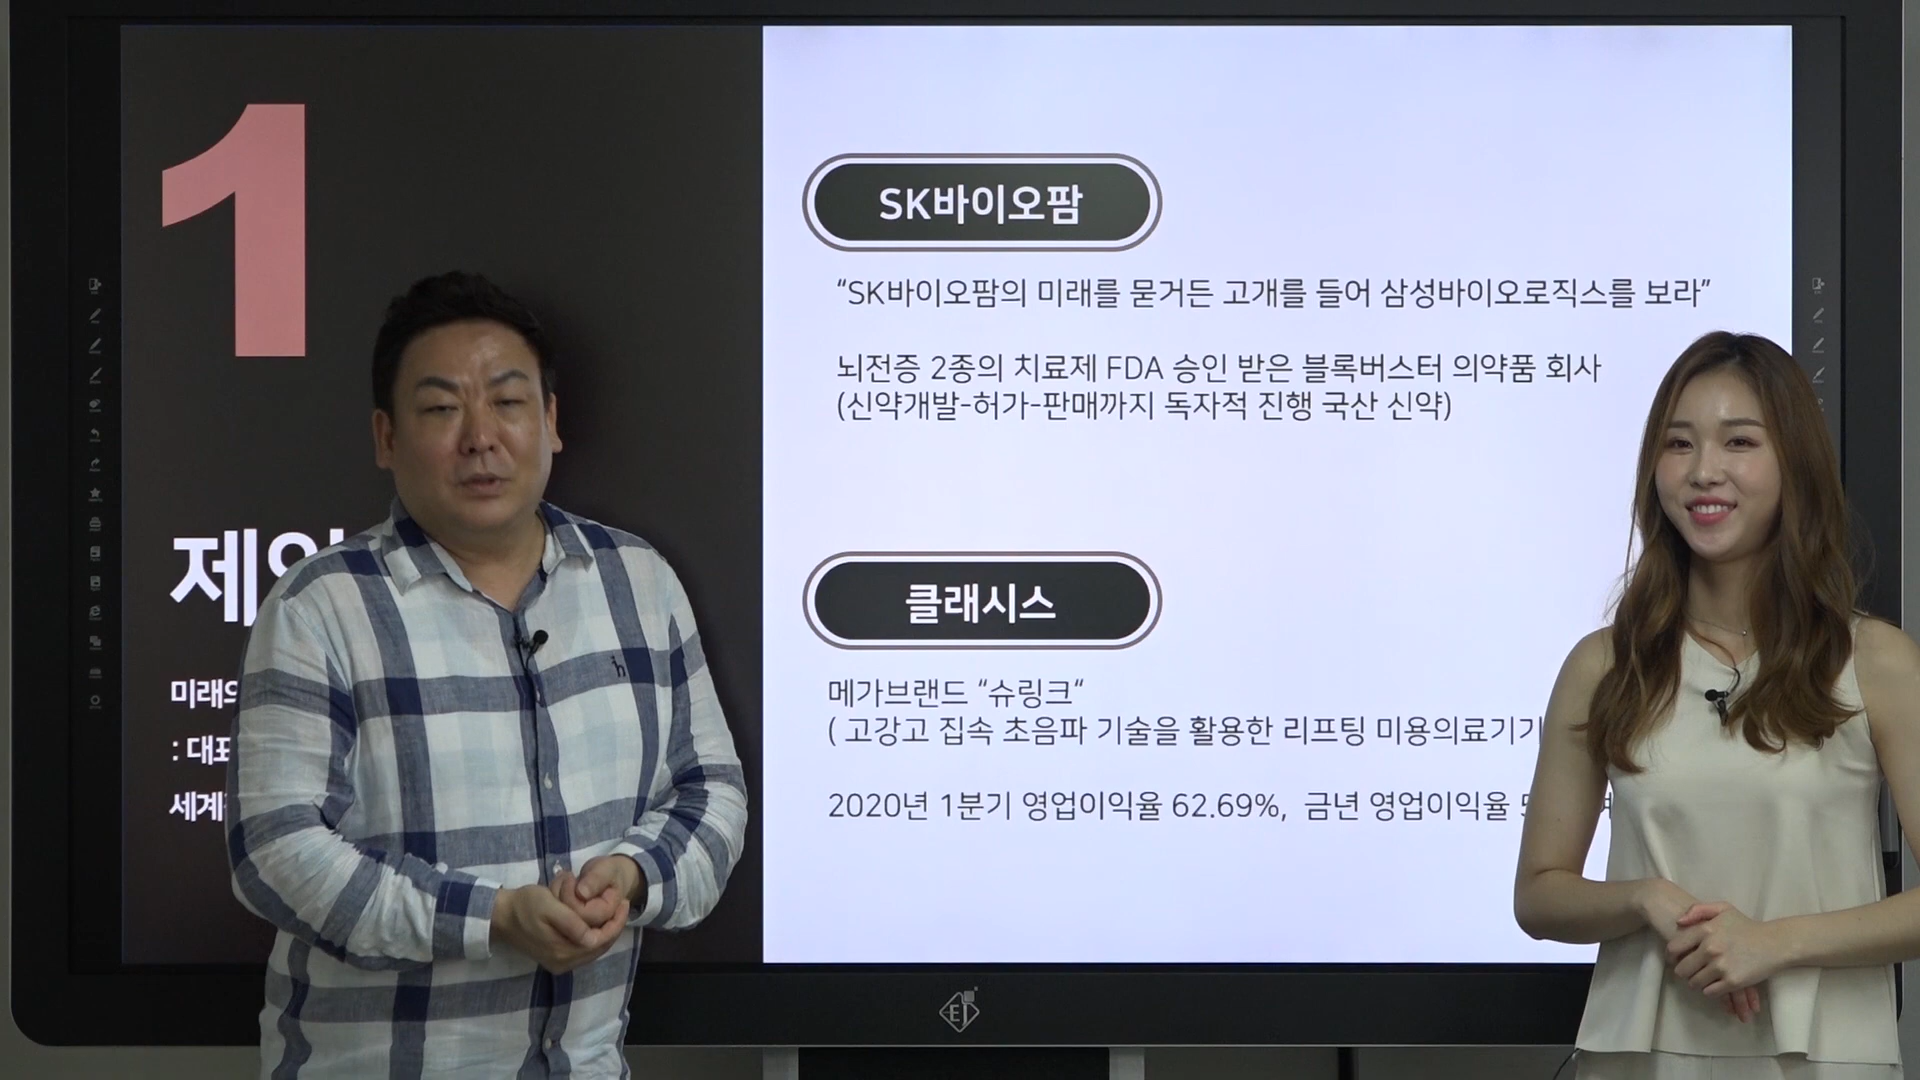 1
미래의
: 대표
세계
SK바이오팜
“SK바이오팜의 미래를 묻거든 고개를 들어 삼성바이오로직스를 보라”
뇌전증 2종의 치료제 FDA 승인 받은 블록버스터 의약품 회사
(신약개발-허가-판매까지 독자적 진행 국산 신약)
클래시스
메가브랜드 “슈링크“
( 고강고 집속 초음파 기술을 활용한 리프팅 미용의료기기
2020년 1분기 영업이익율 62.69%, 금년 영업이익율